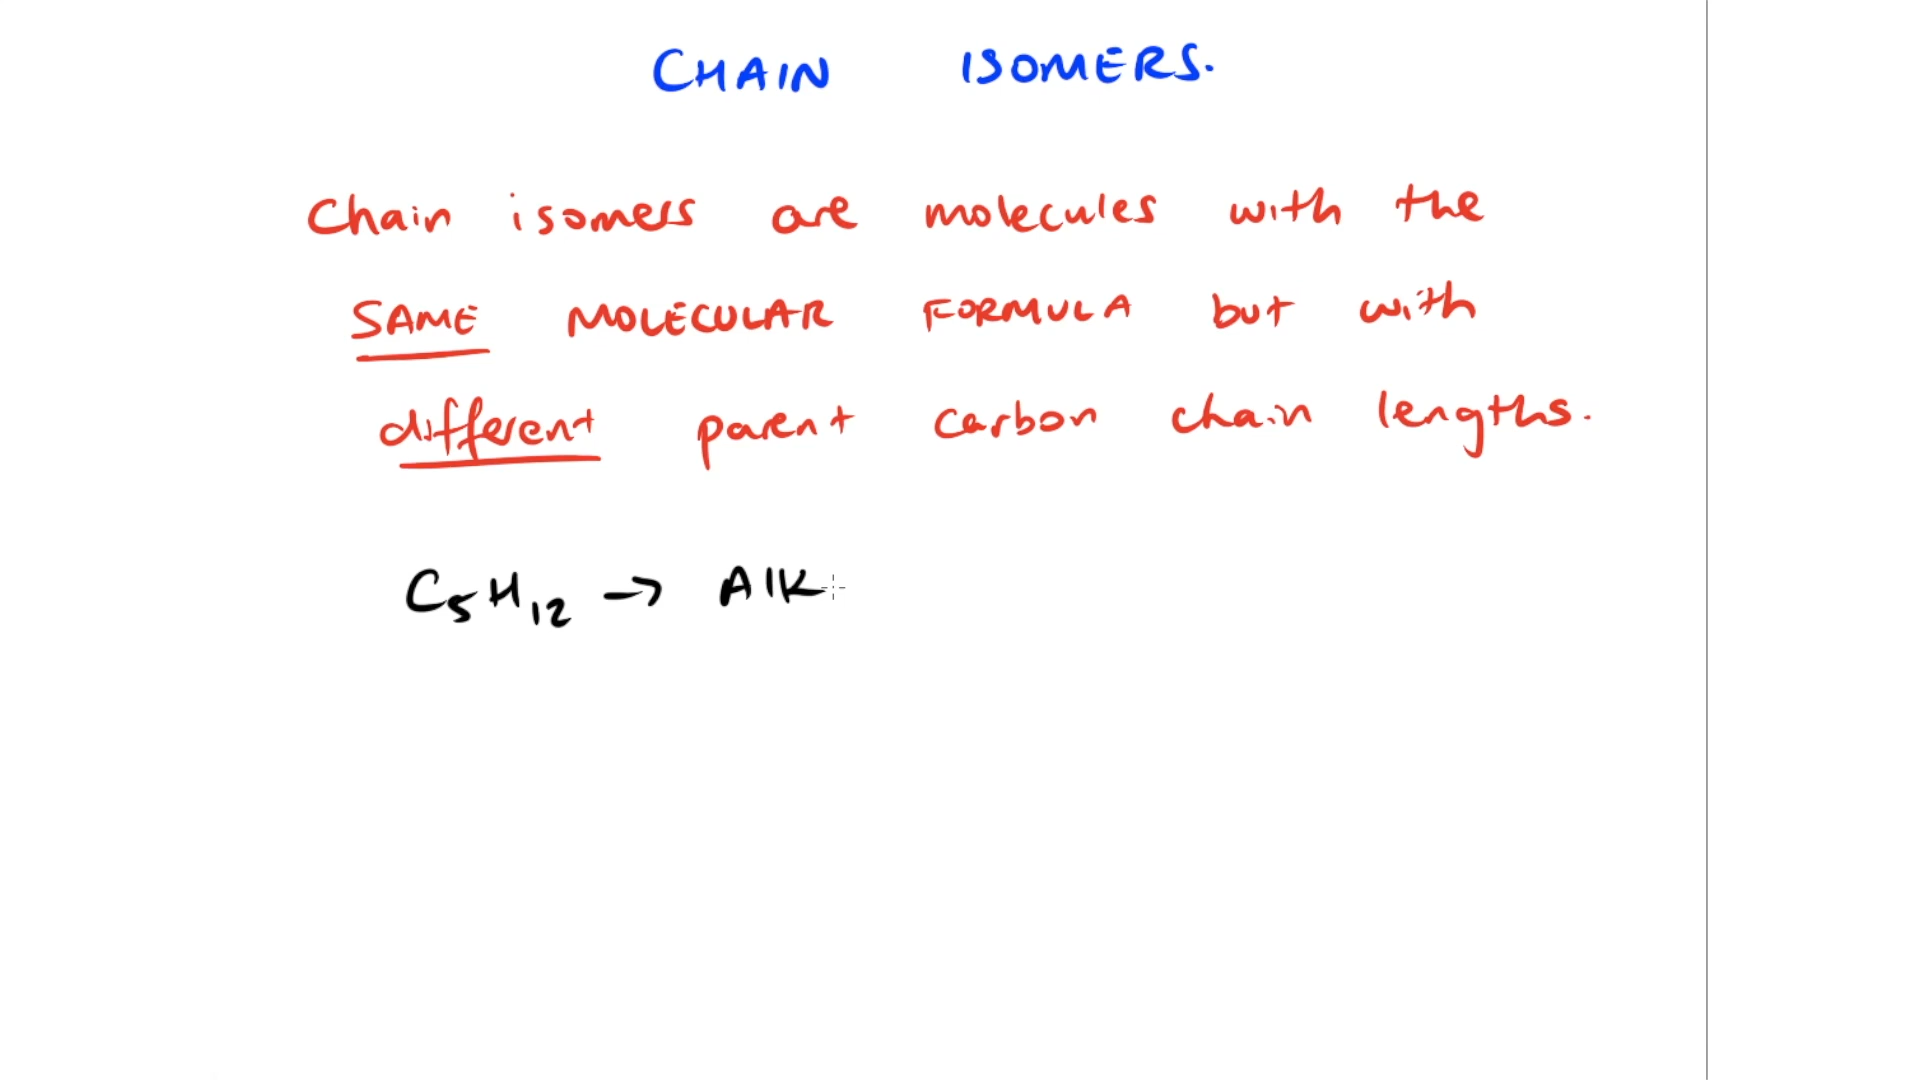 CHAIN ISOMERS.
Chain isomers are molecules with the
SAME MOLECULAR FORMULA but with
different parent carbon chain lengths.
C₅H₁₂ → Alk